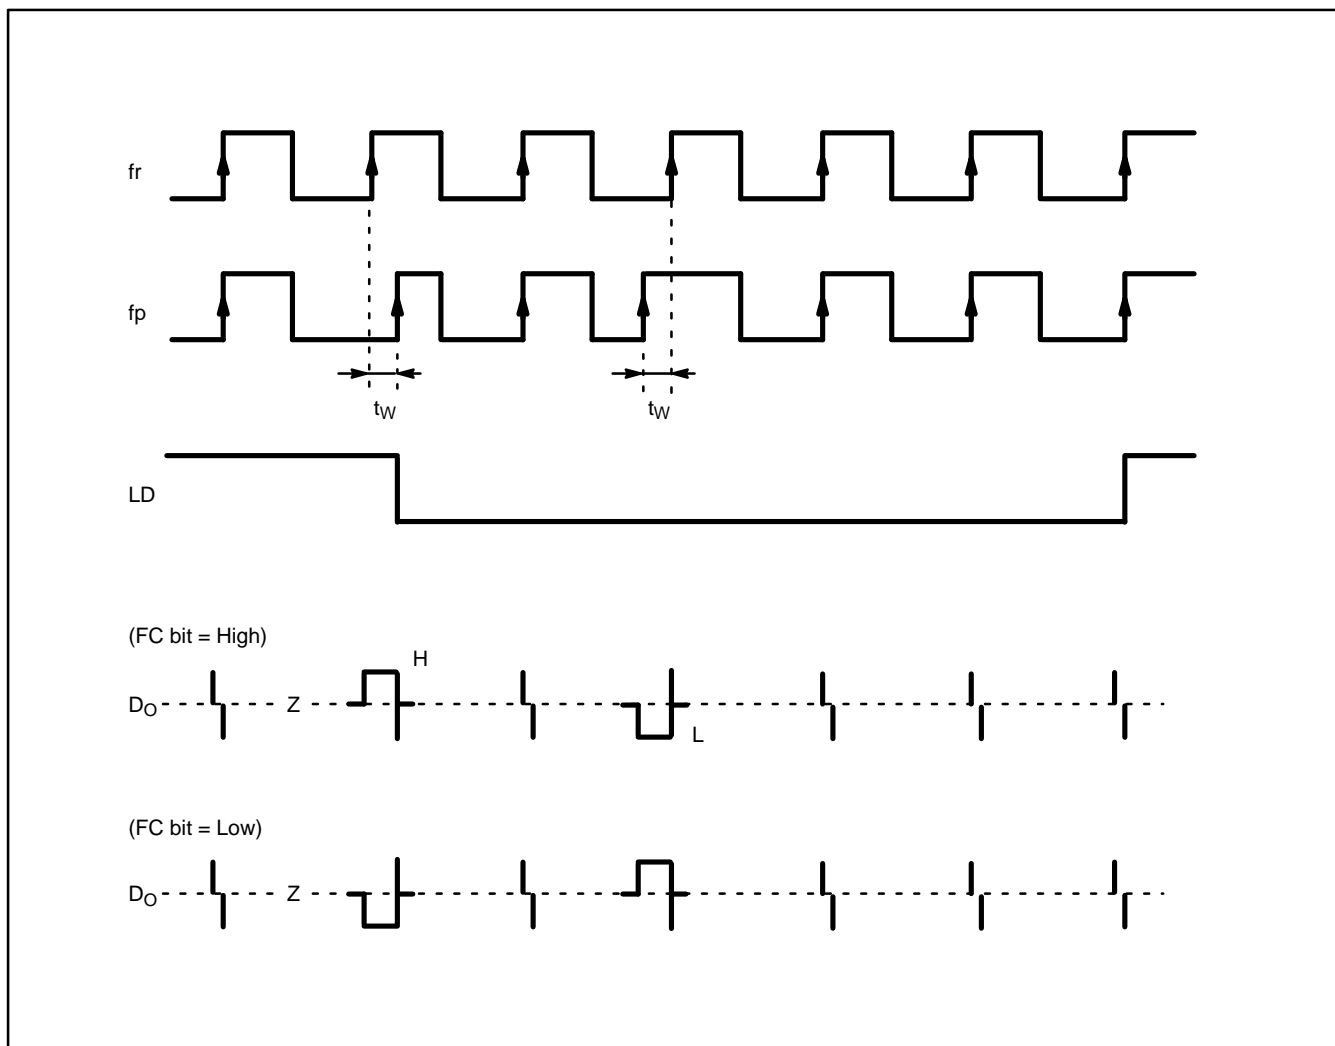 fr
fp
tW tW
LD
(FC bit = High)
H
DO Z
L
(FC bit = Low)
DO Z